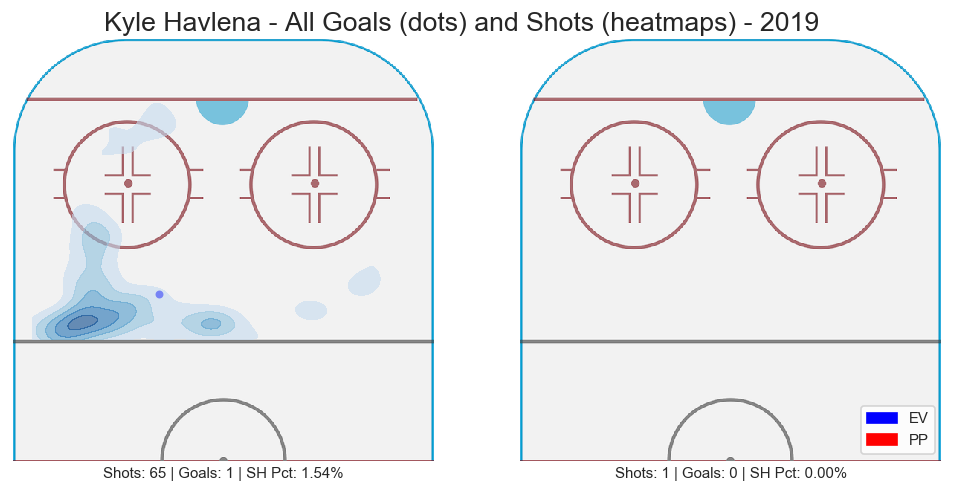 Kyle Havlena - All Goals (dots) and Shots (heatmaps) - 2019
EV
PP
Shots: 65 | Goals: 1 | SH Pct: 1.54%
Shots: 1 | Goals: 0 | SH Pct: 0.00%